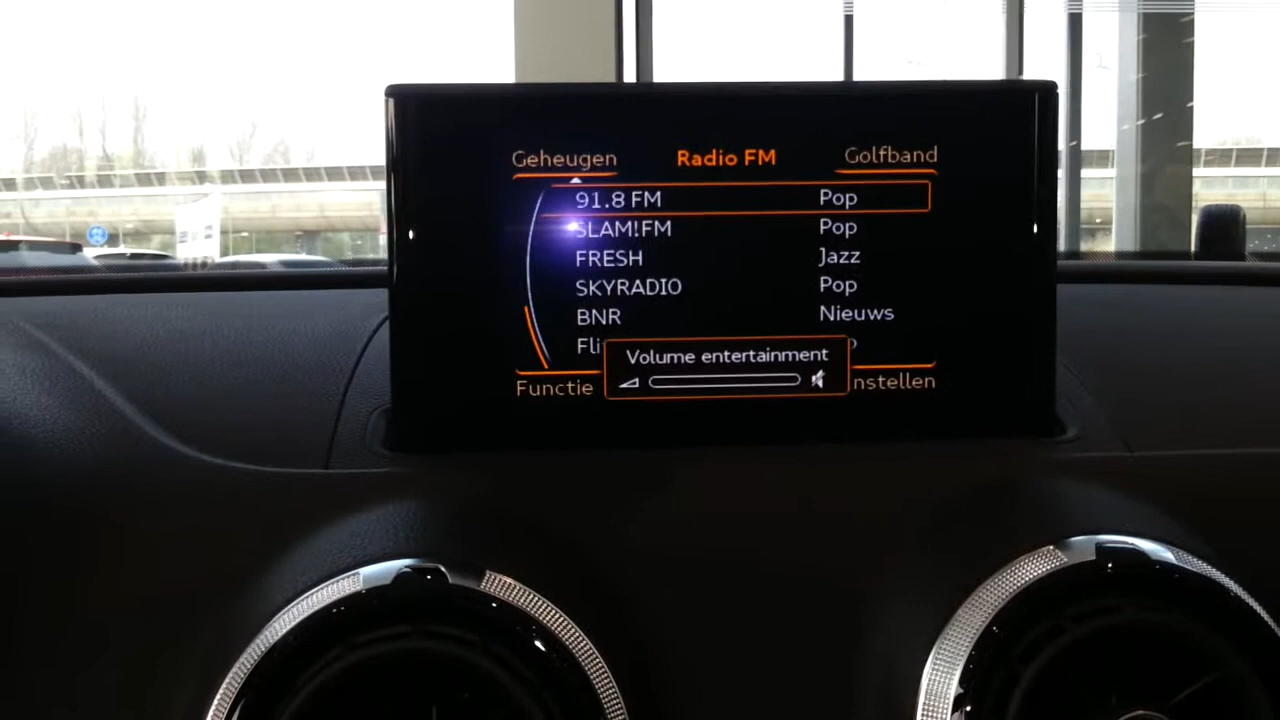 Geheugen Radio FM Golfband
91.8 FM Pop
SLAM!FM Pop
FRESH Jazz
SKYRADIO Pop
BNR Nieuws
Volume entertainment
Functie